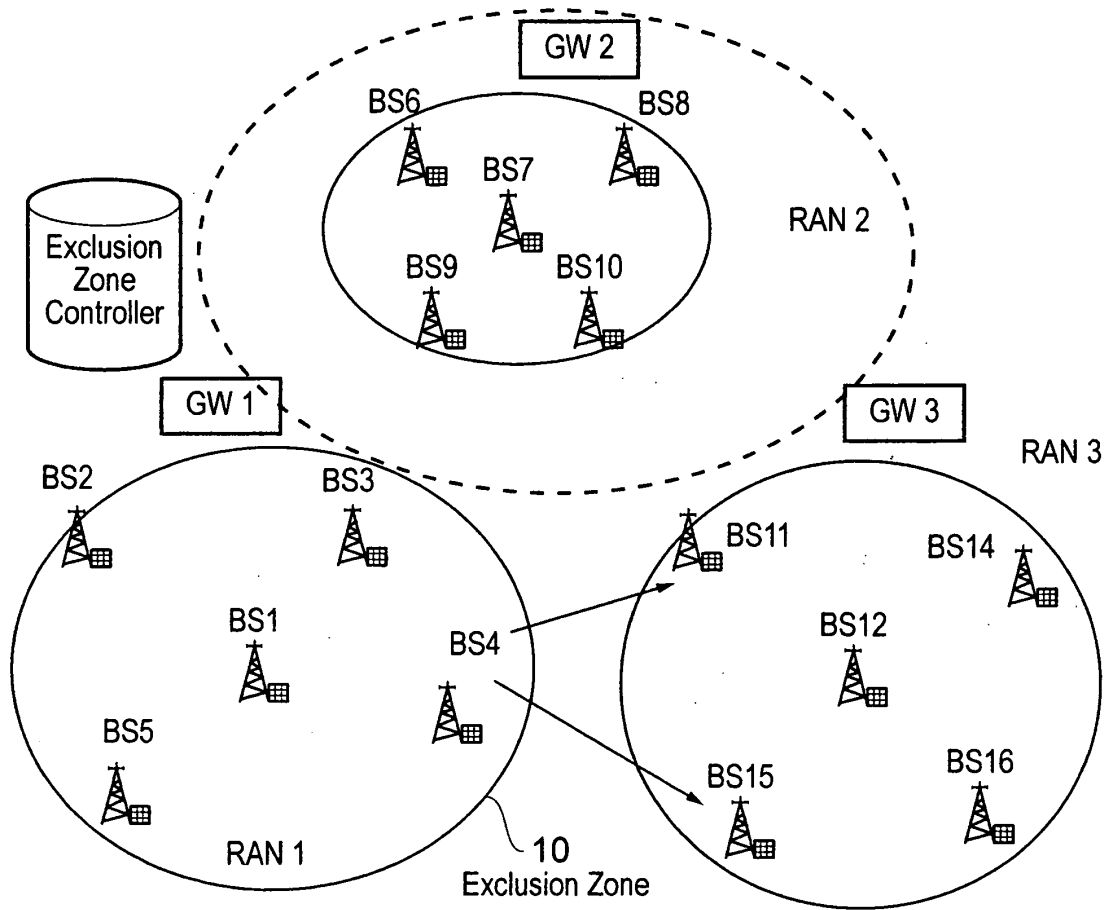 GW 2
BS6
BS8
BS7
RAN 2
Exclusion
Zone
Controller
BS9
BS10
GW 1
GW 3
RAN 3
BS2
BS3
BS11
BS14
BS1
BS4
BS12
BS5
BS15
BS16
RAN 1
10
Exclusion Zone